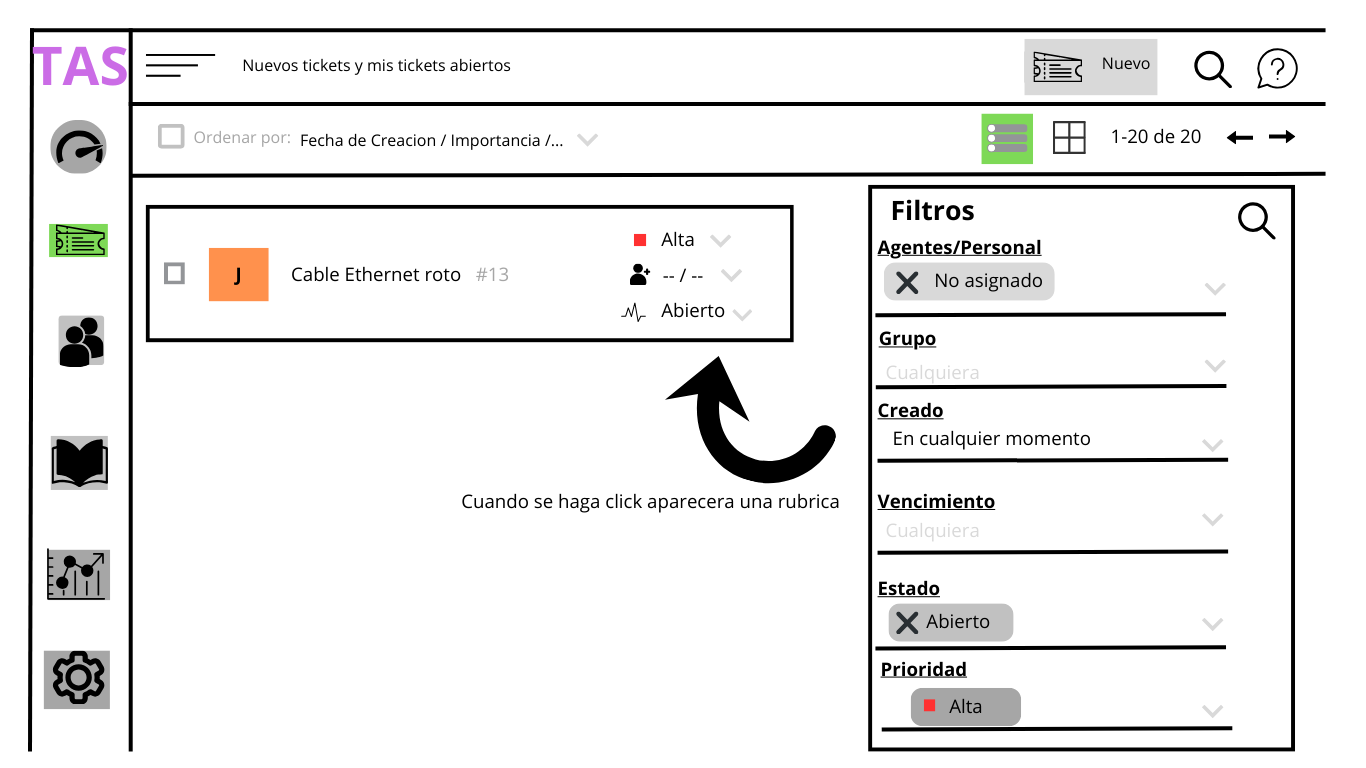 TAS
Nuevos tickets y mis tickets abiertos
Nuevo
?
Ordenar por: Fecha de Creacion / Importancia /...
1-20 de 20
J
Cable Ethernet roto #13
Alta
-- / --
Abierto
Cuando se haga click aparecera una rubrica
Filtros
Agentes/Personal
No asignado
Grupo
Cualquiera
Creado
En cualquier momento
Vencimiento
Cualquiera
Estado
Abierto
Prioridad
Alta